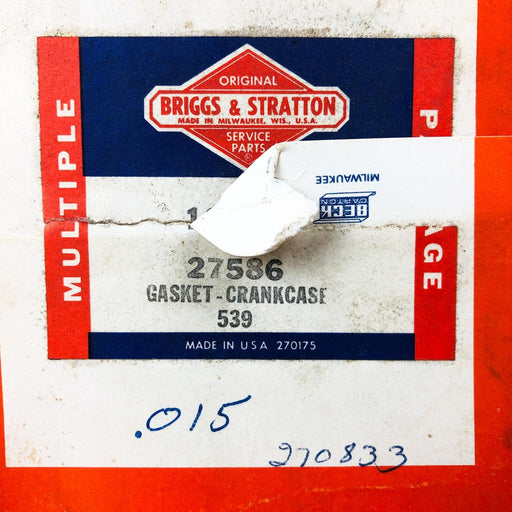 ORIGINAL
BRIGGS & STRATTON
MADE IN MILWAUKEE, WIS., U.S.A.
SERVICE
PARTS
MULTIPLE
MILWAUKEE
BECK
CARTON
27586
GASKET-CRANKCASE
539
MADE IN USA 270175
.015
270833